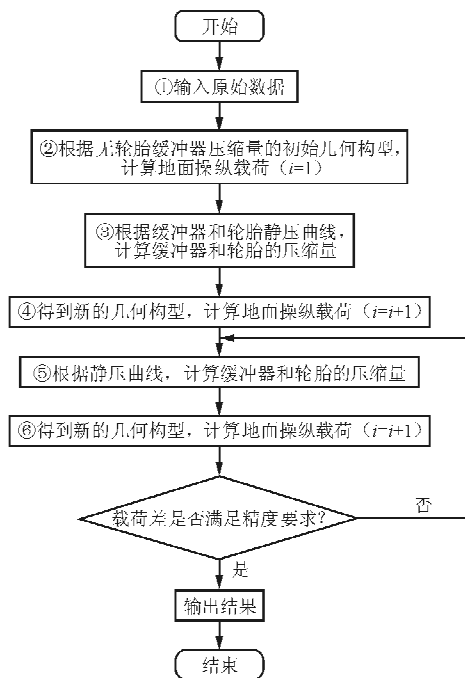 开始
①输入原始数据
②根据无轮胎缓冲器压缩量的初始几何构型，
计算地面操纵载荷（i=1）
③根据缓冲器和轮胎静压曲线，
计算缓冲器和轮胎的压缩量
④得到新的几何构型，计算地面操纵载荷（i=i+1）
⑤根据静压曲线，计算缓冲器和轮胎的压缩量
⑥得到新的几何构型，计算地面操纵载荷（i=i+1）
载荷差是否满足精度要求？
否
是
输出结果
结束